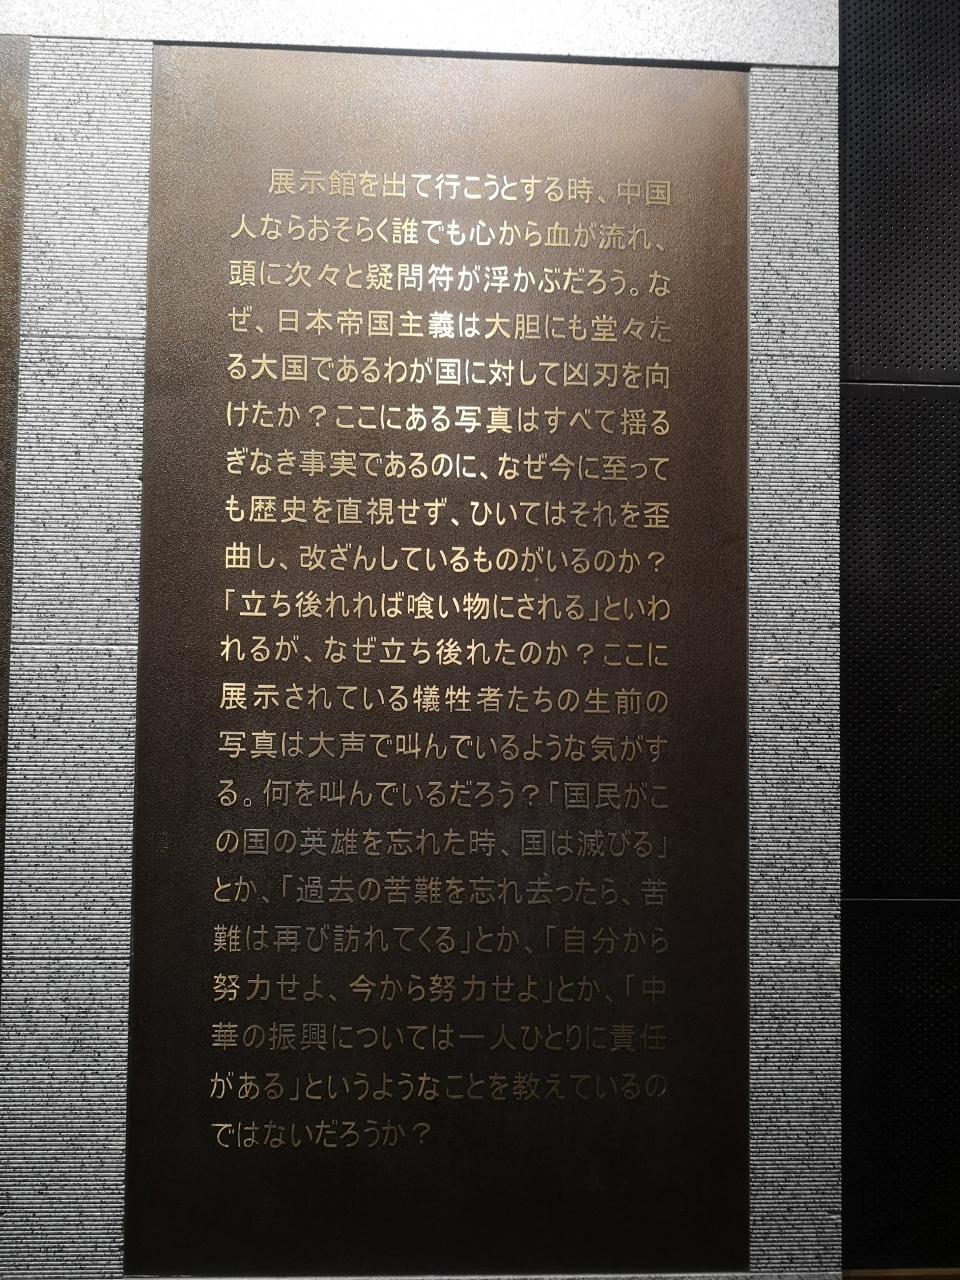 展示館を出て行こうとする時、中国
人ならおそらく誰でも心から血が流れ、
頭に次々と疑問符が浮かぶだろう。な
ぜ、日本帝国主義は大胆にも堂々た
る大国であるわが国に対して凶刃を向
けたか？ここにある写真はすべて揺る
ぎなき事実であるのに、なぜ今に至って
も歴史を直視せず、ひいてはそれを歪
曲し、改ざんしているものがいるのか？
「立ち後れれば喰い物にされる」といわ
れるが、なぜ立ち後れたのか？ここに
展示されている犠牲者たちの生前の
写真は大声で叫んでいるような気がす
る。何を叫んでいるだろう？「国民がこ
の国の英雄を忘れた時、国は滅びる」
とか、「過去の苦難を忘れ去ったら、苦
難は再び訪れてくる」とか、「自分から
努力せよ、今から努力せよ」とか、「中
華の振興については一人ひとりに責任
がある」というようなことを教えているの
ではないだろうか？